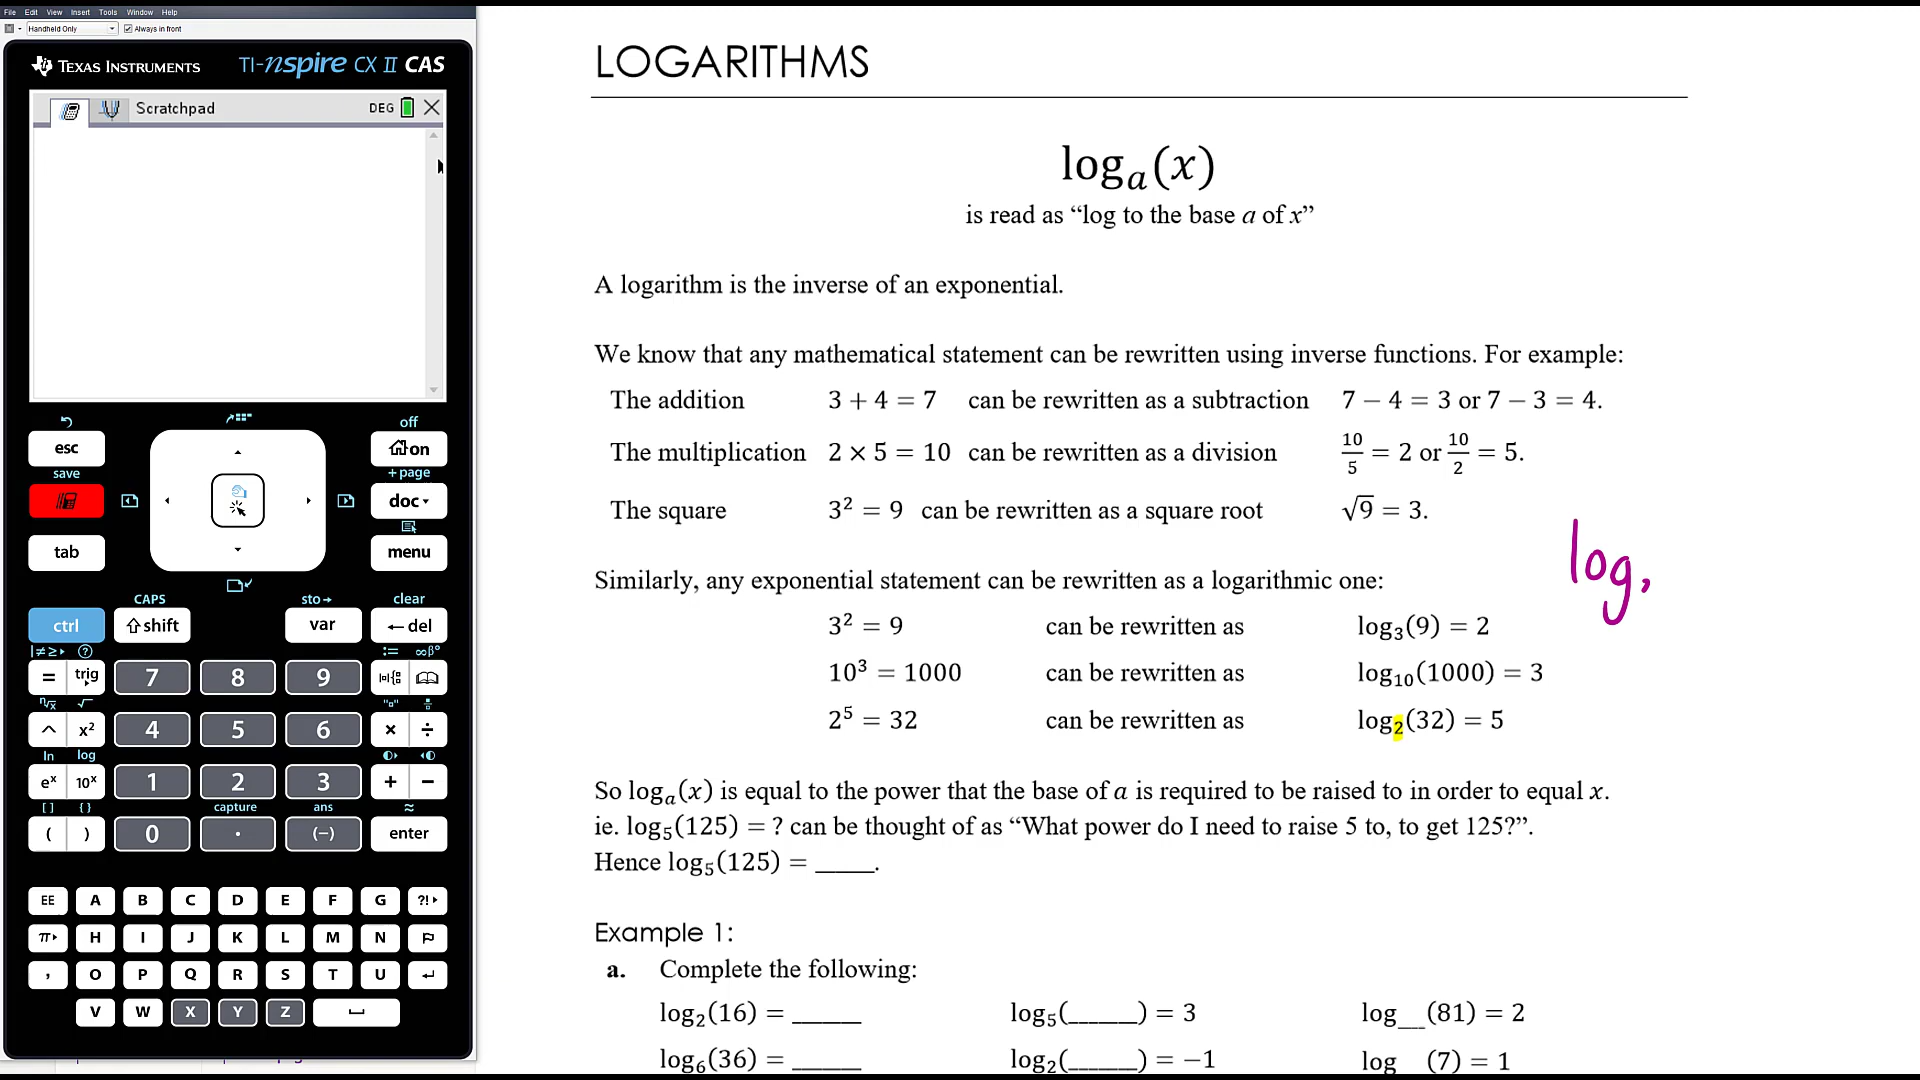 File Edit View Insert Tools Window Help
Handheld Only Always in front
TEXAS INSTRUMENTS TI-nspire CX II CAS
Scratchpad DEG
off
esc on
save + page
doc
tab menu
CAPS sto→ clear
ctrl ⇧shift var ←del
|≠≥▸ ? := ∞β°
= trig 7 8 9
ⁿ√x √ "▫"
^ x² 4 5 6 × ÷
ln log
eˣ 10ˣ 1 2 3 + −
[ ] { } capture ans ≈
( ) 0 . (−) enter
EE A B C D E F G ?!▸
π▸ H I J K L M N
, O P Q R S T U ↵
V W X Y Z
LOGARITHMS
logₐ(x)
is read as “log to the base a of x”
A logarithm is the inverse of an exponential.
We know that any mathematical statement can be rewritten using inverse functions. For example:
The addition 3 + 4 = 7 can be rewritten as a subtraction 7 − 4 = 3 or 7 − 3 = 4.
The multiplication 2 × 5 = 10 can be rewritten as a division 10/5 = 2 or 10/2 = 5.
The square 3² = 9 can be rewritten as a square root √9 = 3.
log
Similarly, any exponential statement can be rewritten as a logarithmic one:
3² = 9 can be rewritten as log₃(9) = 2
10³ = 1000 can be rewritten as log₁₀(1000) = 3
2⁵ = 32 can be rewritten as log₂(32) = 5
So logₐ(x) is equal to the power that the base of a is required to be raised to in order to equal x.
ie. log₅(125) = ? can be thought of as “What power do I need to raise 5 to, to get 125?”.
Hence log₅(125) = _____.
Example 1:
a. Complete the following:
log₂(16) = ______ log₅(______) = 3 log__(81) = 2
log₆(36) = ______ log₂(______) = −1 log (7) = 1